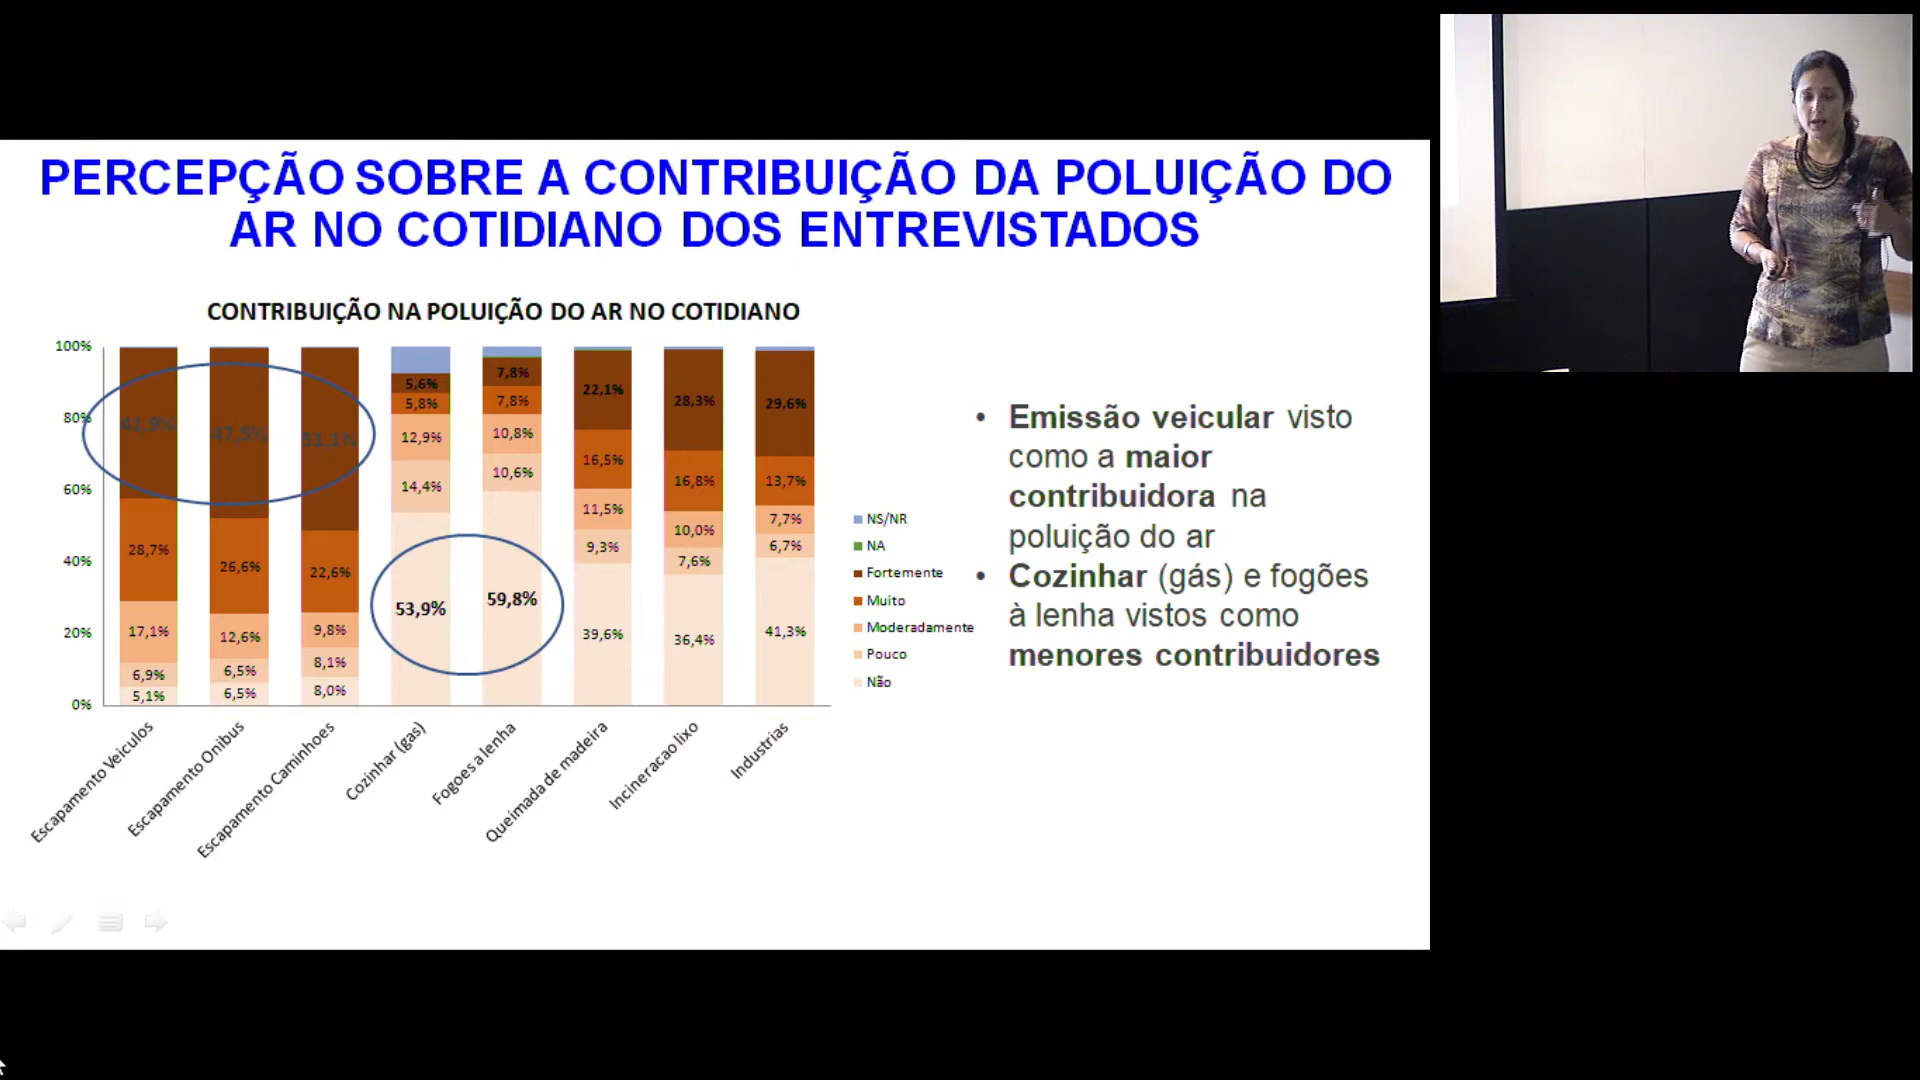 PERCEPÇÃO SOBRE A CONTRIBUIÇÃO DA POLUIÇÃO DO
AR NO COTIDIANO DOS ENTREVISTADOS
CONTRIBUIÇÃO NA POLUIÇÃO DO AR NO COTIDIANO
100%
80%
60%
40%
20%
0%
41,9%
28,7%
17,1%
6,9%
5,1%
47,5%
26,6%
12,6%
6,5%
6,5%
51,1%
22,6%
9,8%
8,1%
8,0%
5,6%
5,8%
12,9%
14,4%
53,9%
7,8%
7,8%
10,8%
10,6%
59,8%
22,1%
16,5%
11,5%
9,3%
39,6%
28,3%
16,8%
10,0%
7,6%
36,4%
29,6%
13,7%
7,7%
6,7%
41,3%
Escapamento Veiculos
Escapamento Onibus
Escapamento Caminhoes
Cozinhar (gas)
Fogoes a lenha
Queimada de madeira
Incineracao lixo
Industrias
NS/NR
NA
Fortemente
Muito
Moderadamente
Pouco
Não
• Emissão veicular visto
como a maior
contribuidora na
poluição do ar
• Cozinhar (gás) e fogões
à lenha vistos como
menores contribuidores